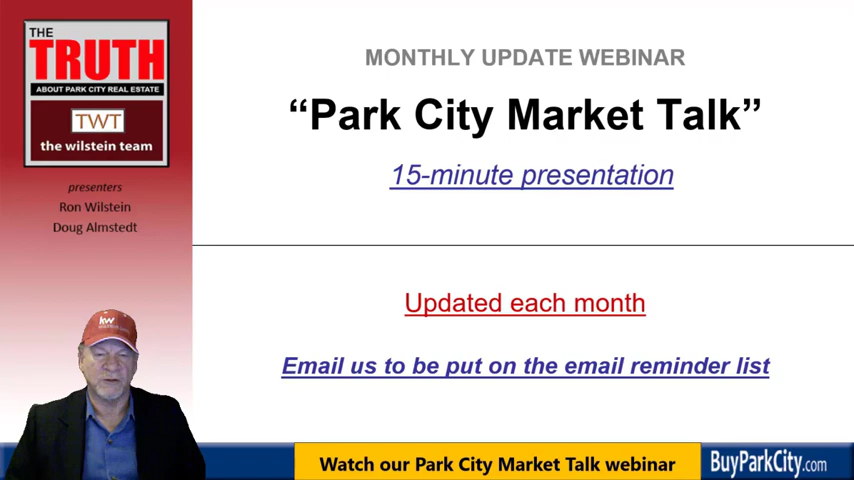 THE
TRUTH
ABOUT PARK CITY REAL ESTATE
TWT
the wilstein team
presenters
Ron Wilstein
Doug Almstedt
MONTHLY UPDATE WEBINAR
“Park City Market Talk”
15-minute presentation
Updated each month
Email us to be put on the email reminder list
kw
Watch our Park City Market Talk webinar
BuyParkCity.com